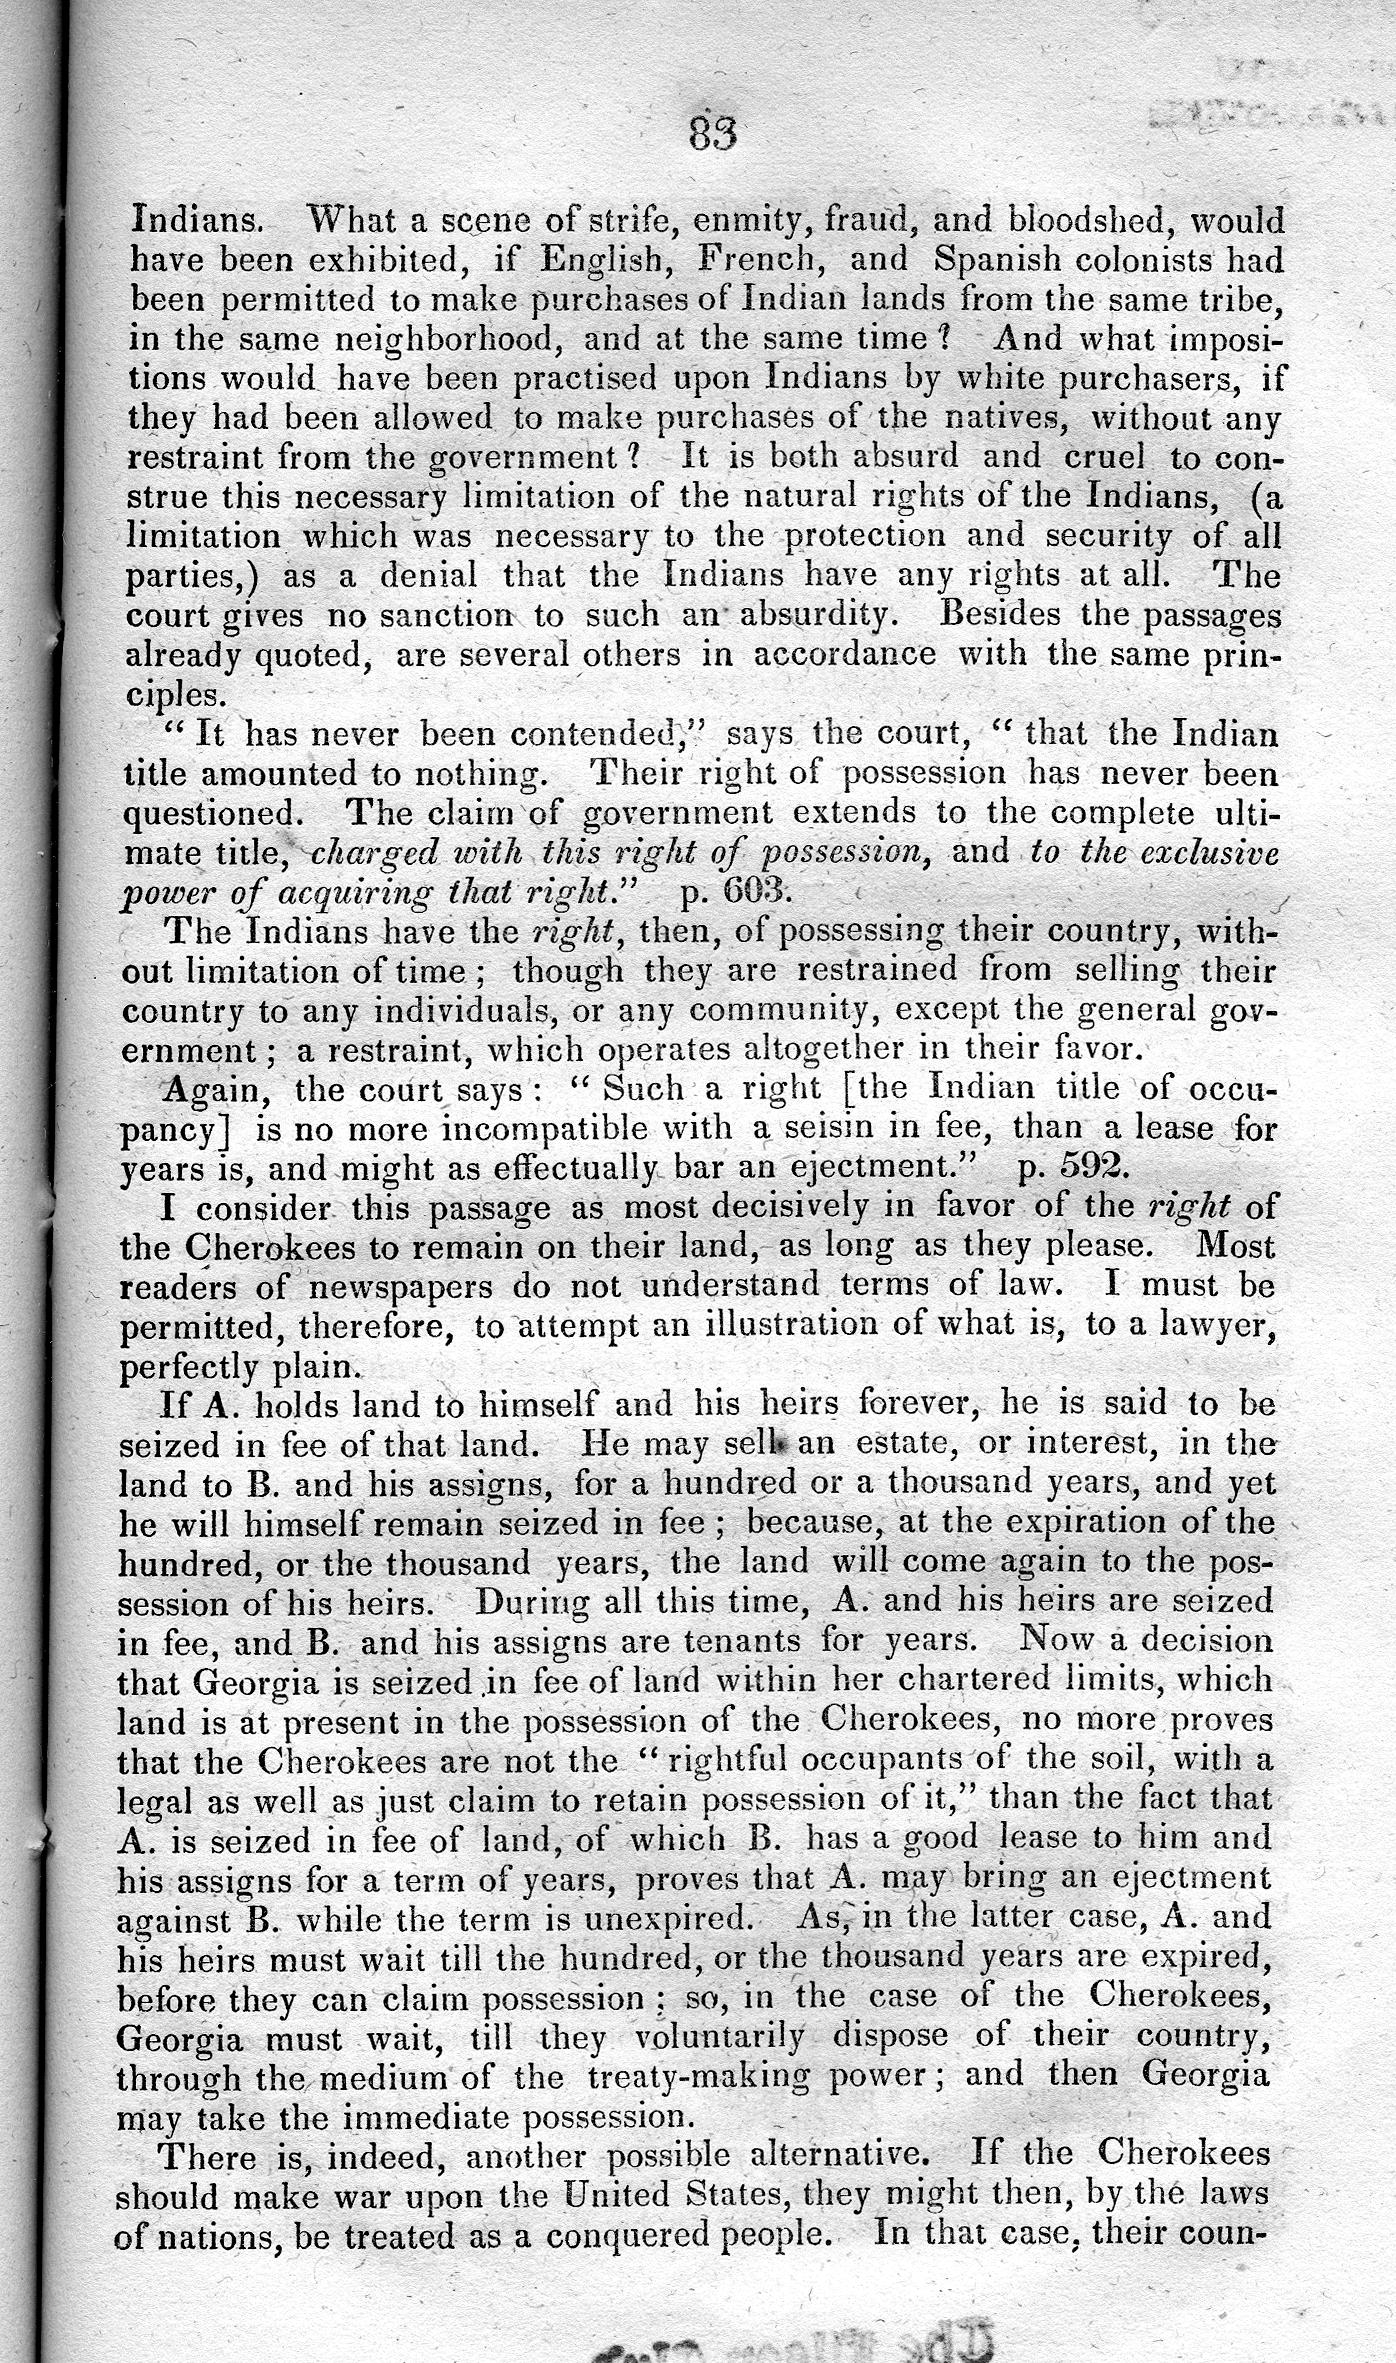 83
Indians. What a scene of strife, enmity, fraud, and bloodshed, would
have been exhibited, if English, French, and Spanish colonists had
been permitted to make purchases of Indian lands from the same tribe,
in the same neighborhood, and at the same time? And what imposi-
tions would have been practised upon Indians by white purchasers, if
they had been allowed to make purchases of the natives, without any
restraint from the government? It is both absurd and cruel to con-
strue this necessary limitation of the natural rights of the Indians, (a
limitation which was necessary to the protection and security of all
parties,) as a denial that the Indians have any rights at all. The
court gives no sanction to such an absurdity. Besides the passages
already quoted, are several others in accordance with the same prin-
ciples.
“It has never been contended,” says the court, “that the Indian
title amounted to nothing. Their right of possession has never been
questioned. The claim of government extends to the complete ulti-
mate title, charged with this right of possession, and to the exclusive
power of acquiring that right.” p. 603.
The Indians have the right, then, of possessing their country, with-
out limitation of time; though they are restrained from selling their
country to any individuals, or any community, except the general gov-
ernment; a restraint, which operates altogether in their favor.
Again, the court says: “Such a right [the Indian title of occu-
pancy] is no more incompatible with a seisin in fee, than a lease for
years is, and might as effectually bar an ejectment.” p. 592.
I consider this passage as most decisively in favor of the right of
the Cherokees to remain on their land, as long as they please. Most
readers of newspapers do not understand terms of law. I must be
permitted, therefore, to attempt an illustration of what is, to a lawyer,
perfectly plain.
If A. holds land to himself and his heirs forever, he is said to be
seized in fee of that land. He may sell an estate, or interest, in the
land to B. and his assigns, for a hundred or a thousand years, and yet
he will himself remain seized in fee; because, at the expiration of the
hundred, or the thousand years, the land will come again to the pos-
session of his heirs. During all this time, A. and his heirs are seized
in fee, and B. and his assigns are tenants for years. Now a decision
that Georgia is seized in fee of land within her chartered limits, which
land is at present in the possession of the Cherokees, no more proves
that the Cherokees are not the “rightful occupants of the soil, with a
legal as well as just claim to retain possession of it,” than the fact that
A. is seized in fee of land, of which B. has a good lease to him and
his assigns for a term of years, proves that A. may bring an ejectment
against B. while the term is unexpired. As, in the latter case, A. and
his heirs must wait till the hundred, or the thousand years are expired,
before they can claim possession; so, in the case of the Cherokees,
Georgia must wait, till they voluntarily dispose of their country,
through the medium of the treaty-making power; and then Georgia
may take the immediate possession.
There is, indeed, another possible alternative. If the Cherokees
should make war upon the United States, they might then, by the laws
of nations, be treated as a conquered people. In that case, their coun-